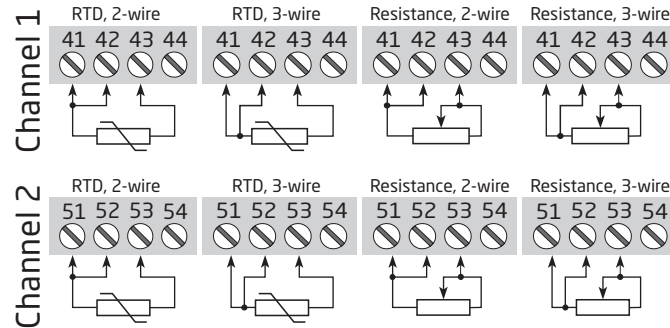 Channel 1
RTD, 2-wire
41 42 43 44
RTD, 3-wire
41 42 43 44
Resistance, 2-wire
41 42 43 44
Resistance, 3-wire
41 42 43 44
Channel 2
RTD, 2-wire
51 52 53 54
RTD, 3-wire
51 52 53 54
Resistance, 2-wire
51 52 53 54
Resistance, 3-wire
51 52 53 54